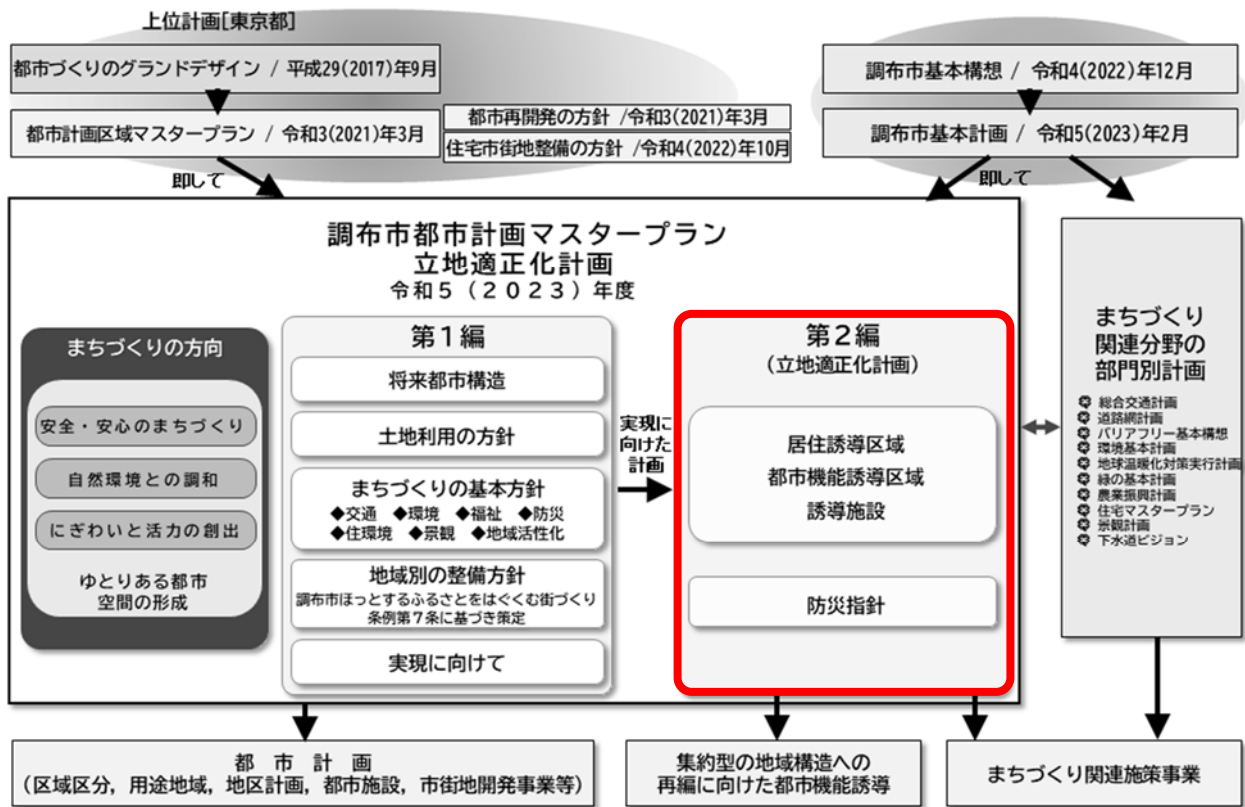 上位計画[東京都]
都市づくりのグランドデザイン / 平成29(2017)年9月
都市計画区域マスタープラン / 令和3(2021)年3月
都市再開発の方針 /令和3(2021)年3月
住宅市街地整備の方針 /令和4(2022)年10月
調布市基本構想 / 令和4(2022)年12月
調布市基本計画 / 令和5(2023)年2月
即して
即して
調布市都市計画マスタープラン
立地適正化計画
令和5（2023）年度
まちづくりの方向
安全・安心のまちづくり
自然環境との調和
にぎわいと活力の創出
ゆとりある都市
空間の形成
第1編
将来都市構造
土地利用の方針
まちづくりの基本方針
◆交通 ◆環境 ◆福祉 ◆防災
◆住環境 ◆景観 ◆地域活性化
地域別の整備方針
調布市ほっとするふるさとをはぐくむ街づくり
条例第7条に基づき策定
実現に向けて
実現に
向けた
計画
第2編
(立地適正化計画)
居住誘導区域
都市機能誘導区域
誘導施設
防災指針
まちづくり
関連分野の
部門別計画
総合交通計画
道路網計画
バリアフリー基本構想
環境基本計画
地球温暖化対策実行計画
緑の基本計画
農業振興計画
住宅マスタープラン
景観計画
下水道ビジョン
都 市 計 画
(区域区分，用途地域，地区計画，都市施設，市街地開発事業等)
集約型の地域構造への
再編に向けた都市機能誘導
まちづくり関連施策事業